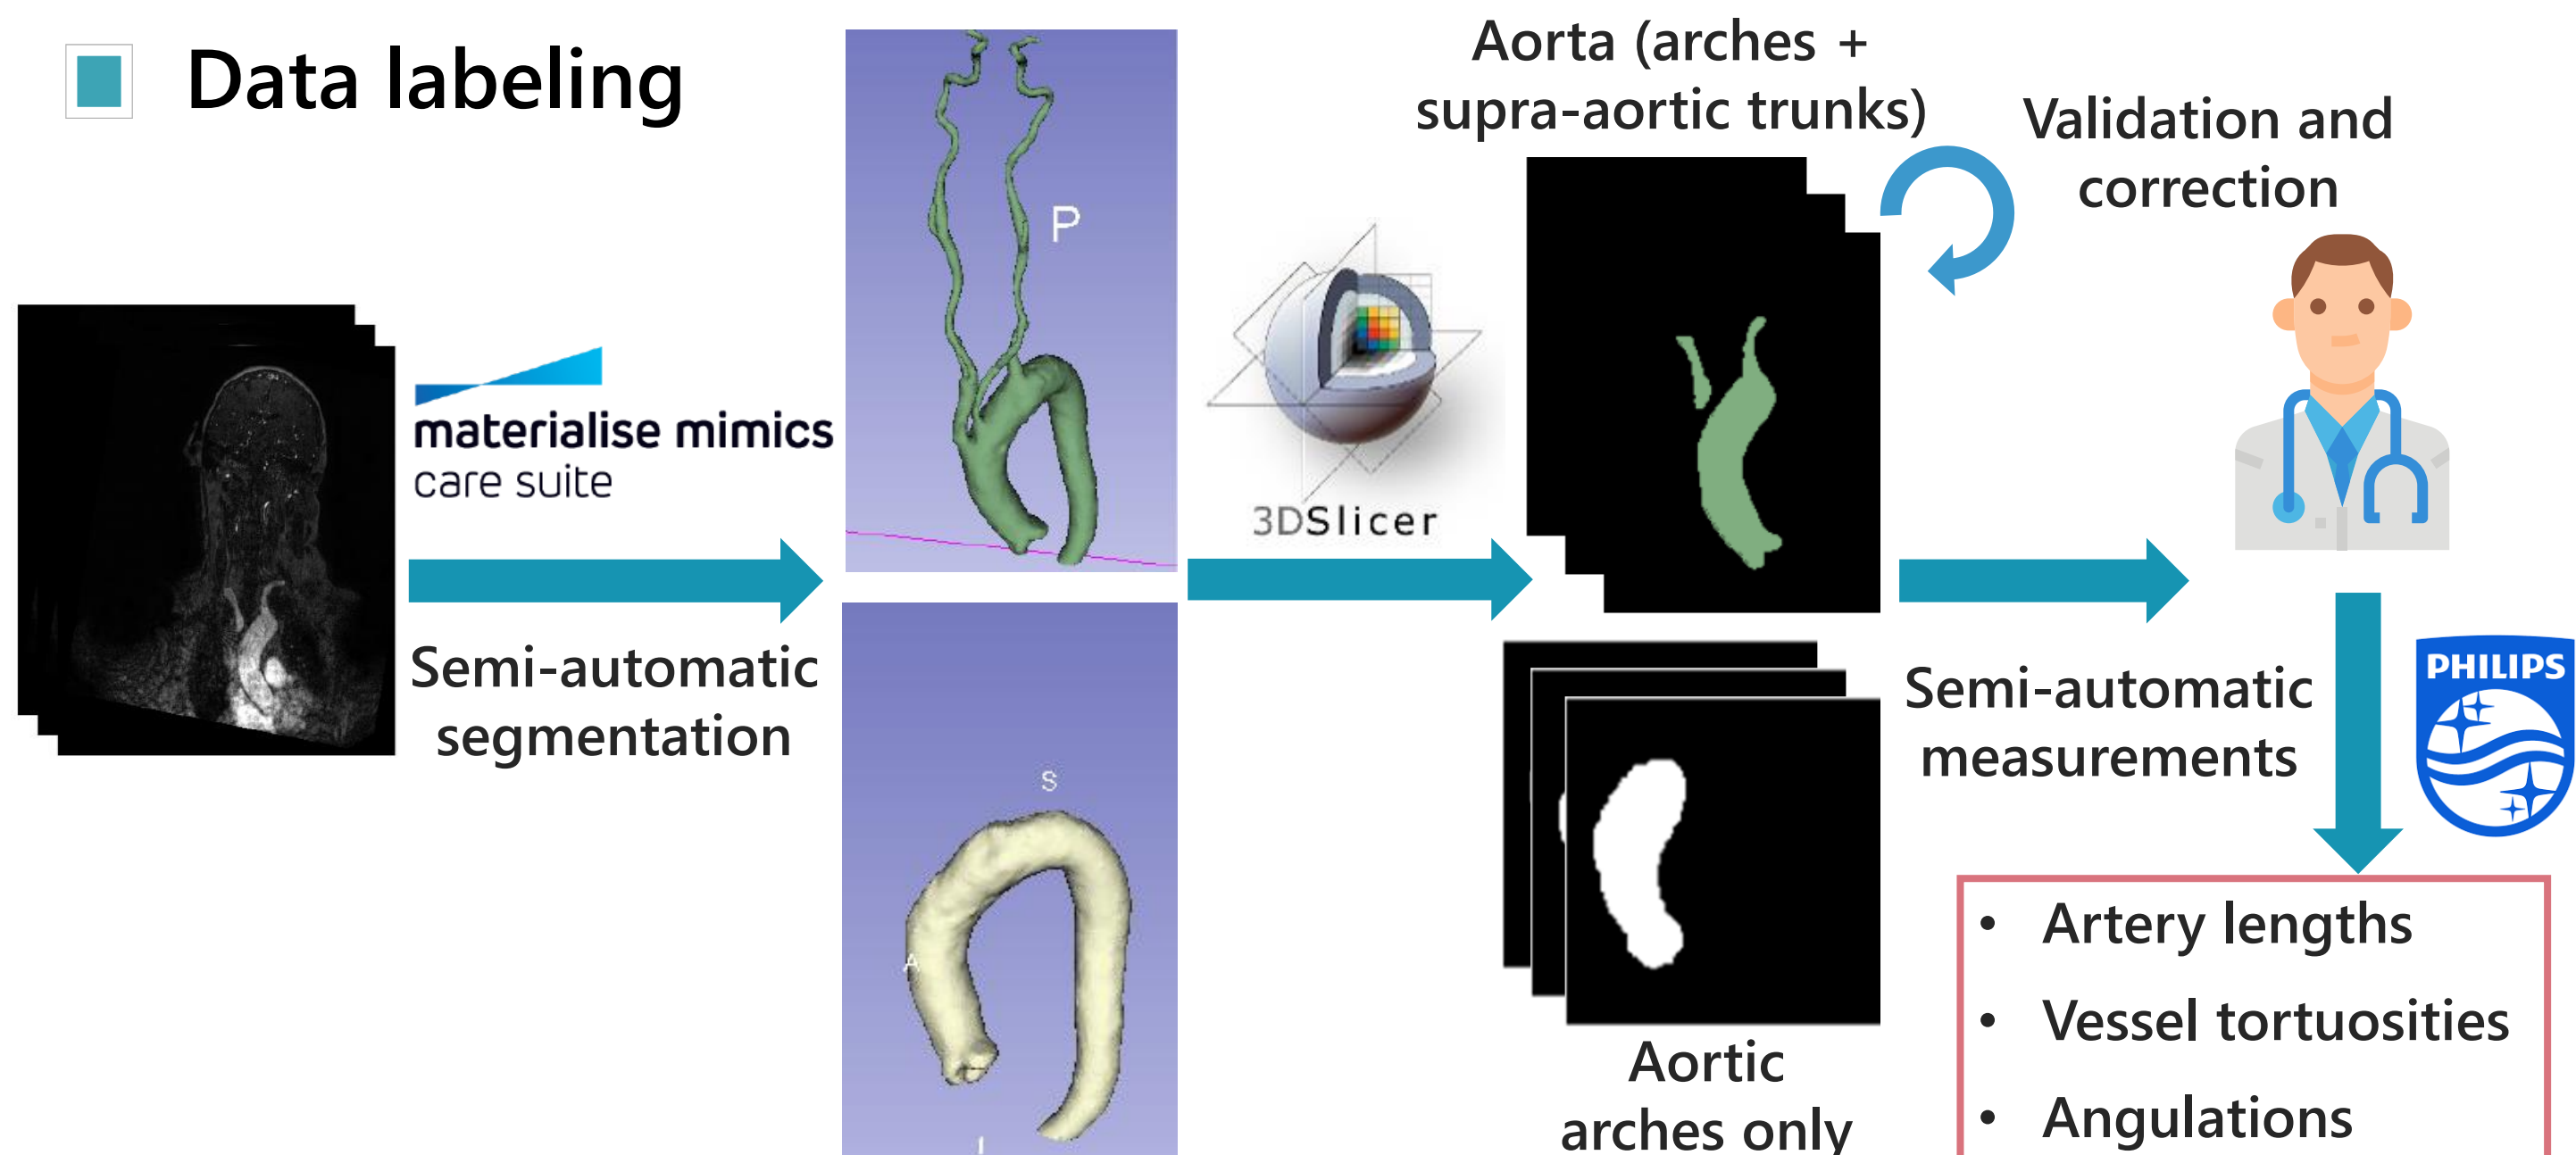 Data labeling
materialise mimics
care suite
Semi-automatic
segmentation
P
S
A
3DSlicer
Aorta (arches +
supra-aortic trunks)
Validation and
correction
Aortic
arches only
Semi-automatic
measurements
PHILIPS
• Artery lengths
• Vessel tortuosities
• Angulations